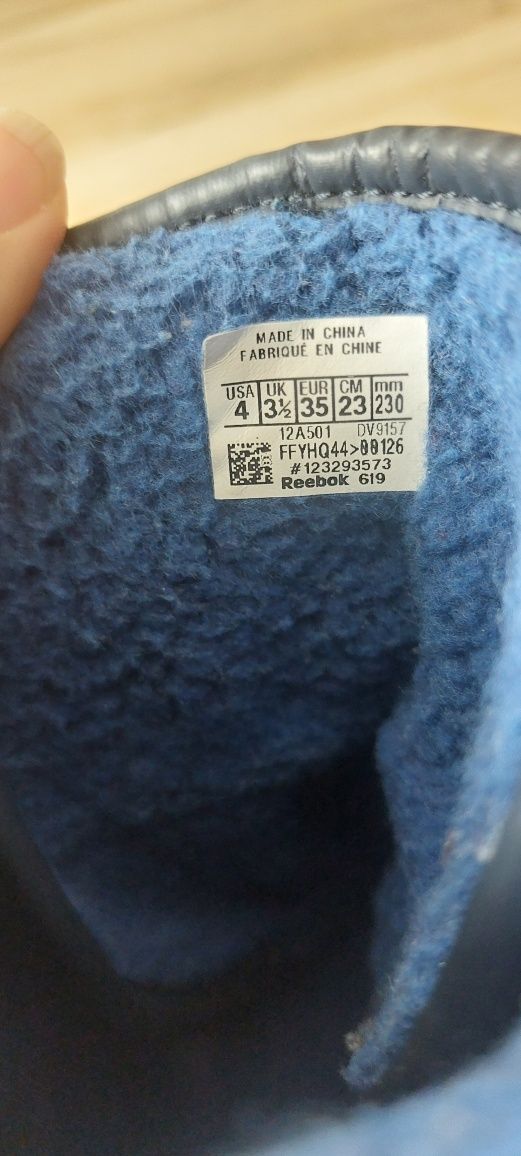 MADE IN CHINA
FABRIQUÉ EN CHINE
USA UK EUR CM mm
4 3½ 35 23 230
12A501 DV9157
FFYHQ44>00126
#123293573
Reebok 619